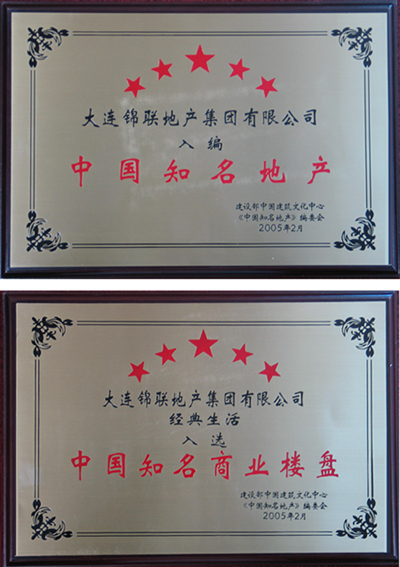 大连锦联地产集团有限公司
入编
中国知名地产
建设部中国建筑文化中心
《中国知名地产》编委会
2005年2月
大连锦联地产集团有限公司
经典生活
入选
中国知名商业楼盘
建设部中国建筑文化中心
《中国知名地产》编委会
2005年2月